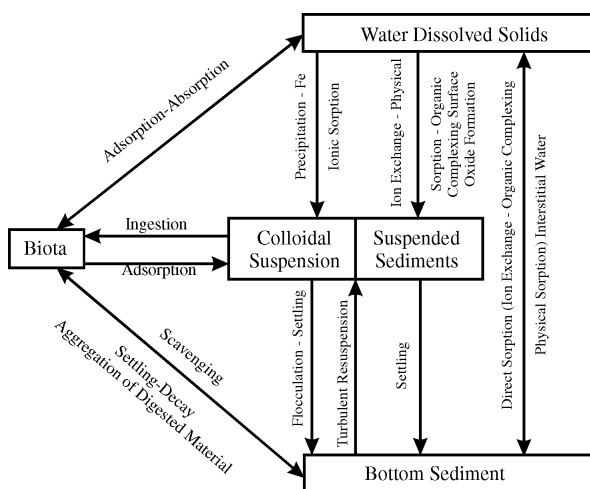 Water Dissolved Solids
Adsorption-Absorption
Precipitation - Fe
Ionic Sorption
Ion Exchange - Physical
Sorption - Organic
Complexing Surface
Oxide Formation
Direct Sorption (Ion Exchange - Organic Complexing
Physical Sorption) Interstitial Water
Biota
Ingestion
Adsorption
Colloidal
Suspension
Suspended
Sediments
Scavenging
Settling-Decay
Aggregation of Digested Material
Flocculation - Settling
Turbulent Resuspension
Settling
Bottom Sediment